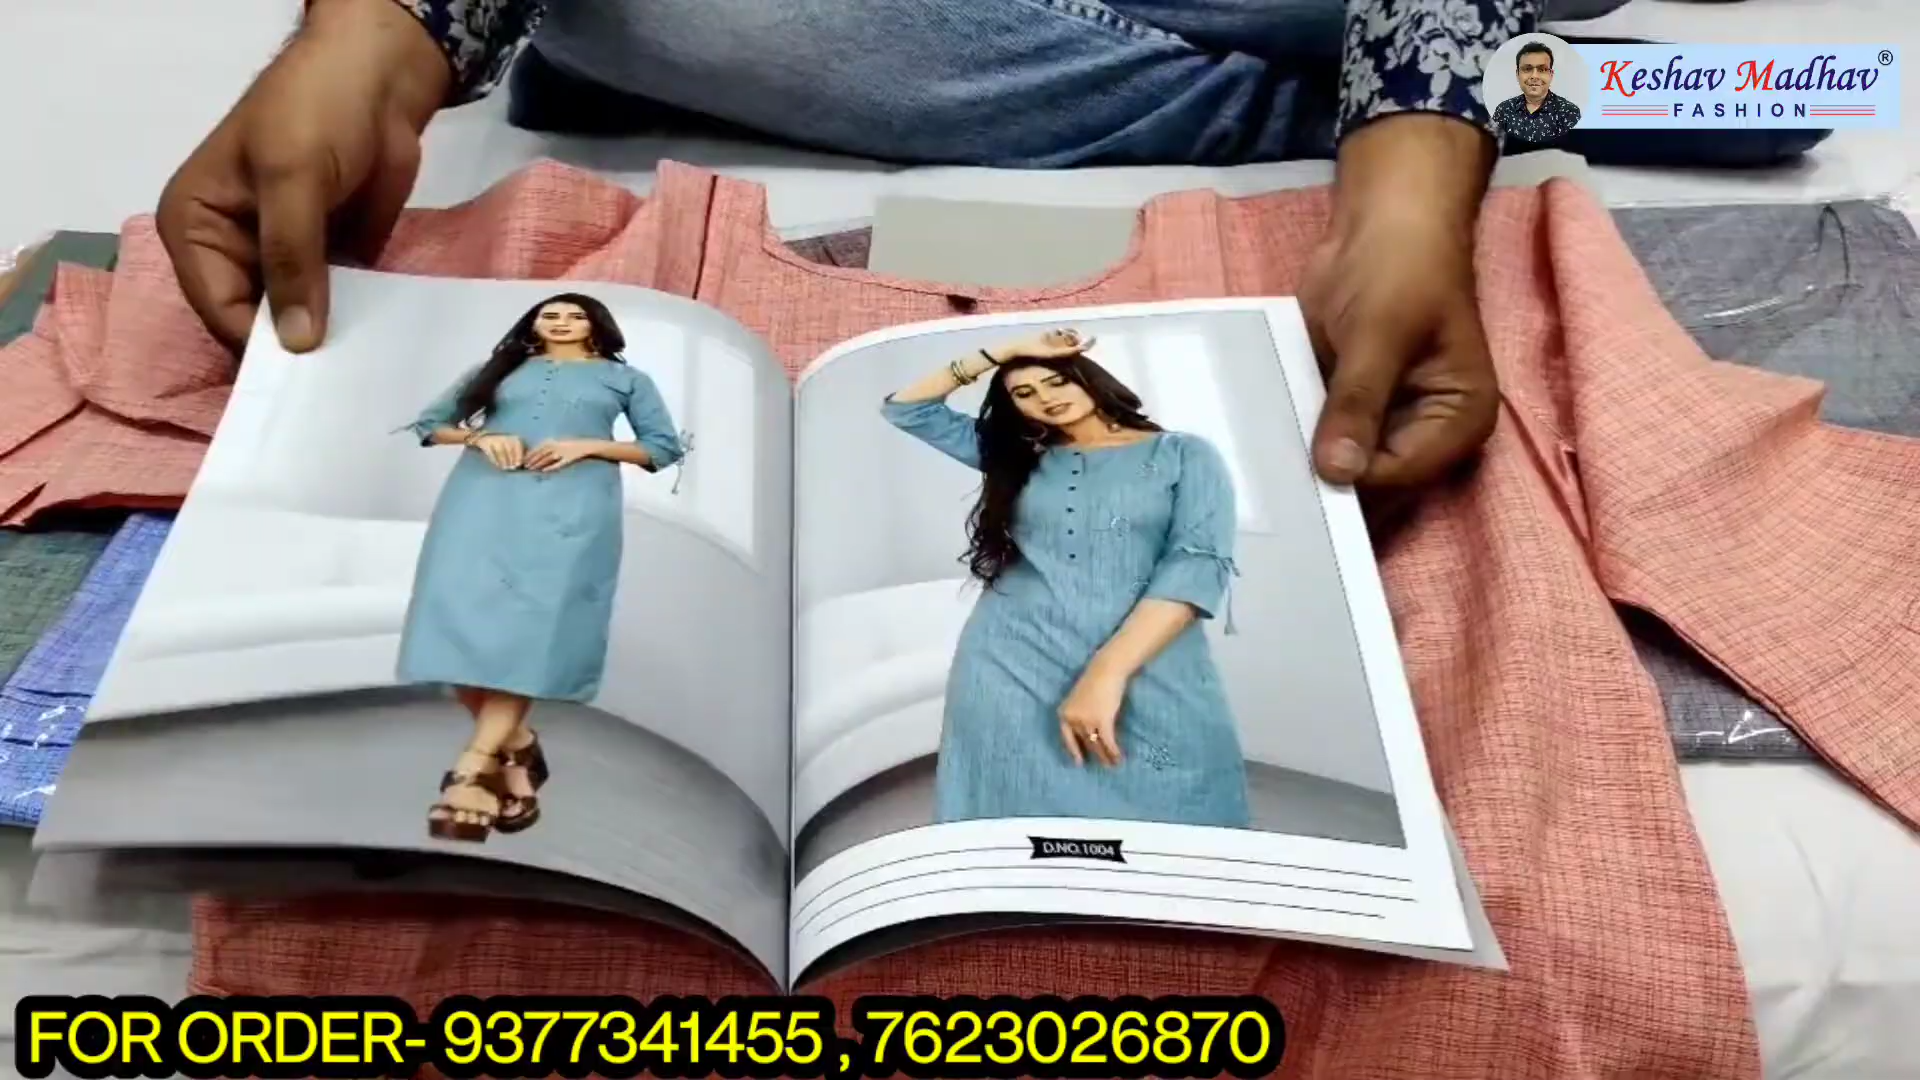 Keshav Madhav®
FASHION
D.NO.1004
FOR ORDER- 9377341455 , 7623026870